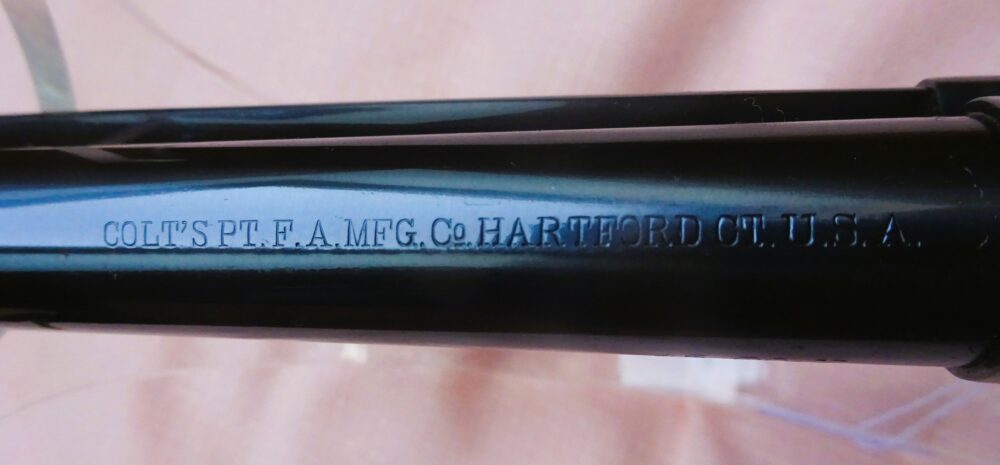 COLT'S PT. F. A. MFG. Co. HARTFORD CT. U. S. A.